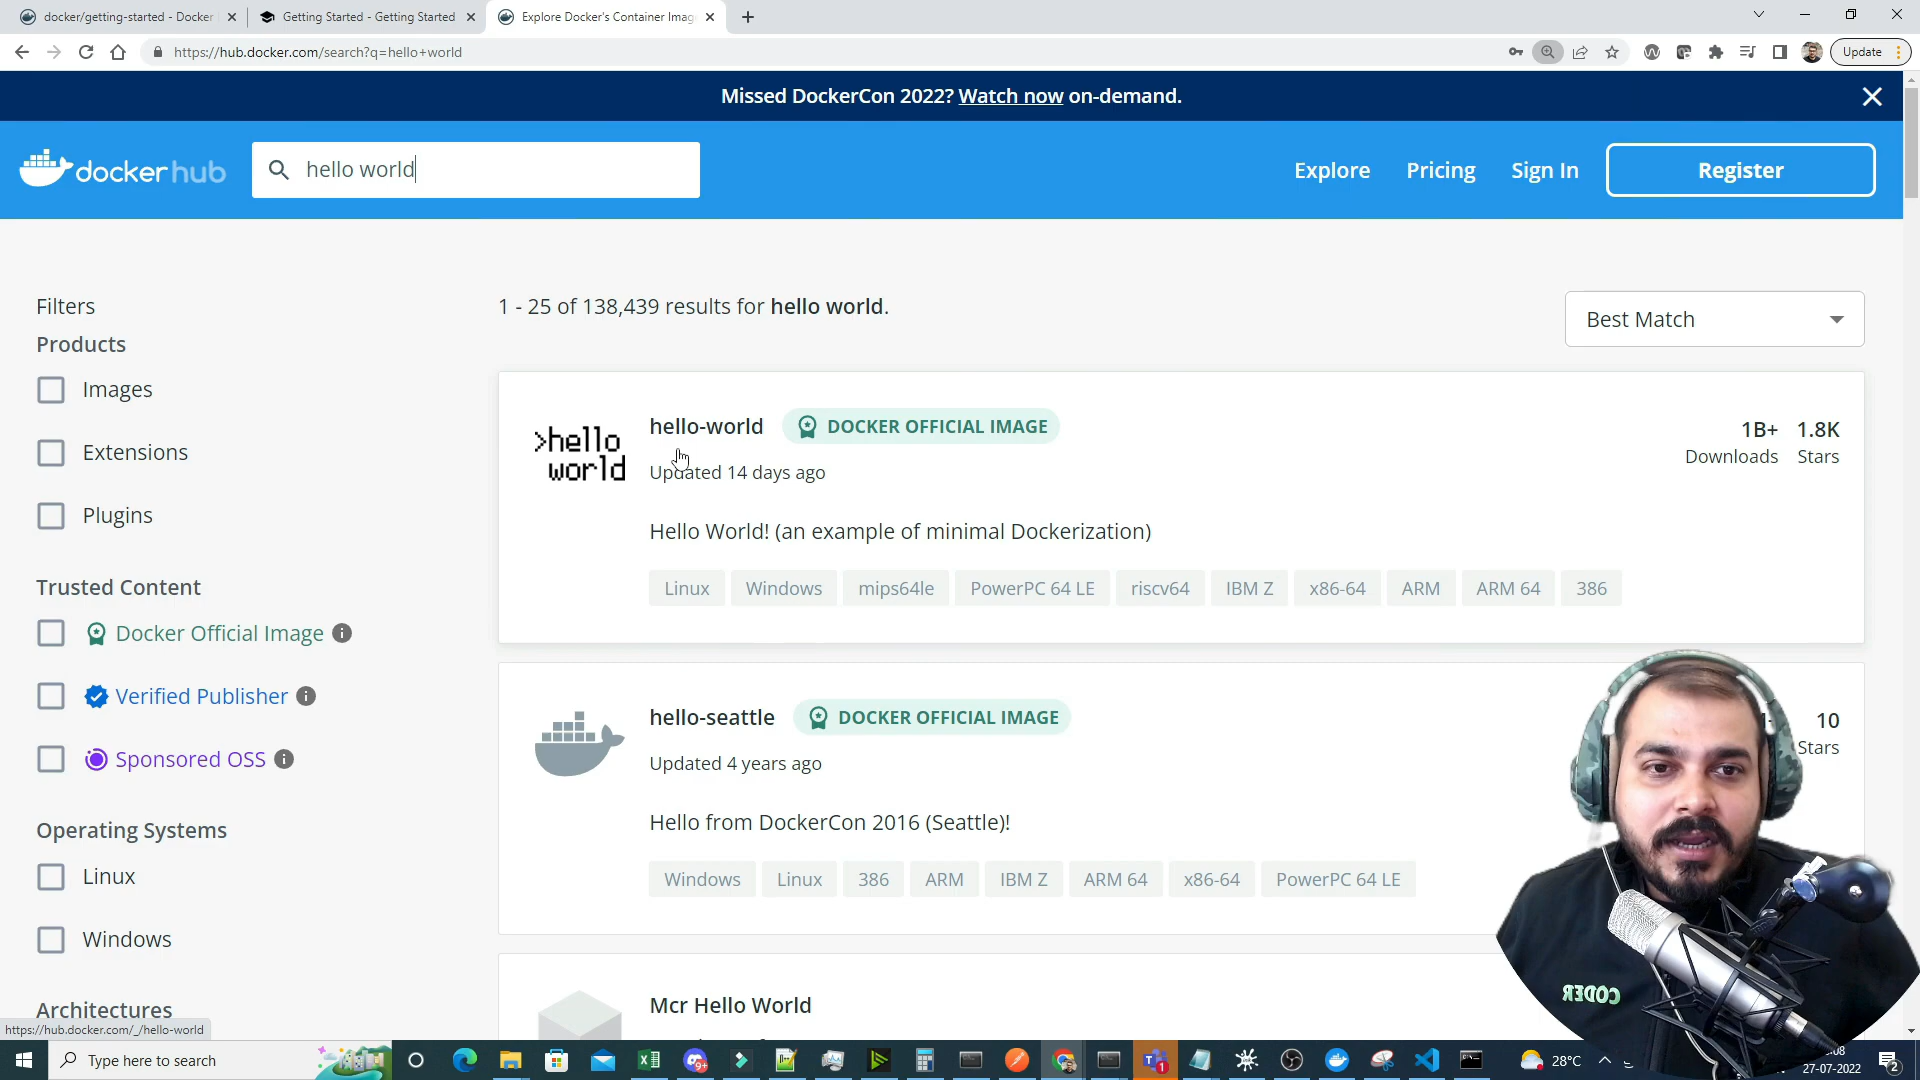 docker/getting-started - Docker
Getting Started - Getting Started
Explore Docker's Container Imag
https://hub.docker.com/search?q=hello+world
Update
Missed DockerCon 2022? Watch now on-demand.
docker hub
hello world
Explore
Pricing
Sign In
Register
Filters
1 - 25 of 138,439 results for hello world.
Best Match
Products
Images
Extensions
Plugins
Trusted Content
Docker Official Image
Verified Publisher
Sponsored OSS
Operating Systems
Linux
Windows
Architectures
>hello
world
hello-world
DOCKER OFFICIAL IMAGE
1B+ 1.8K
Downloads Stars
Updated 14 days ago
Hello World! (an example of minimal Dockerization)
Linux Windows mips64le PowerPC 64 LE riscv64 IBM Z x86-64 ARM ARM 64 386
hello-seattle
DOCKER OFFICIAL IMAGE
10
Stars
Updated 4 years ago
Hello from DockerCon 2016 (Seattle)!
Windows Linux 386 ARM IBM Z ARM 64 x86-64 PowerPC 64 LE
Mcr Hello World
CODER
https://hub.docker.com/_/hello-world
Type here to search
28°C
27-07-2022
2